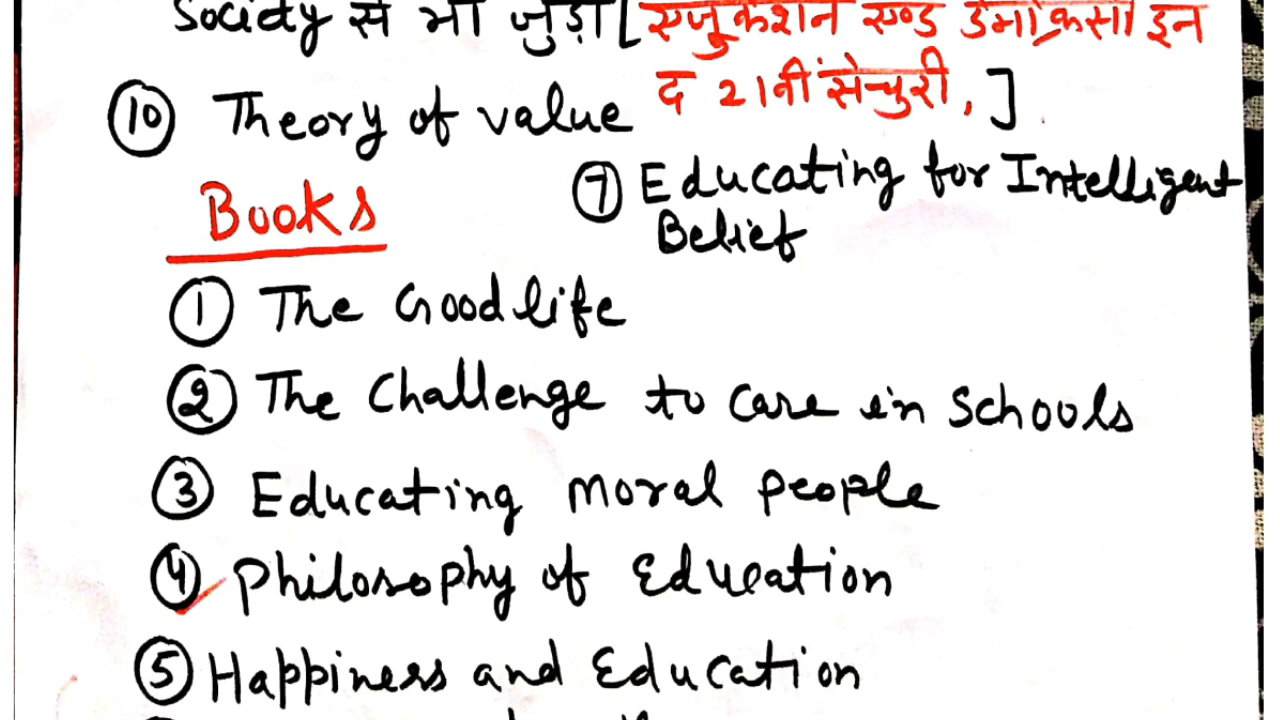 Society से भी जुड़ी [एजुकेशन एण्ड डेमोक्रेसी इन
द 21वीं सेन्चुरी,]
⑩ Theory of value
Books
⑦ Educating for Intelligent
Belief
① The Good life
② The Challenge to care in Schools
③ Educating moral people
④ Philosophy of Education
⑤ Happiness and Education